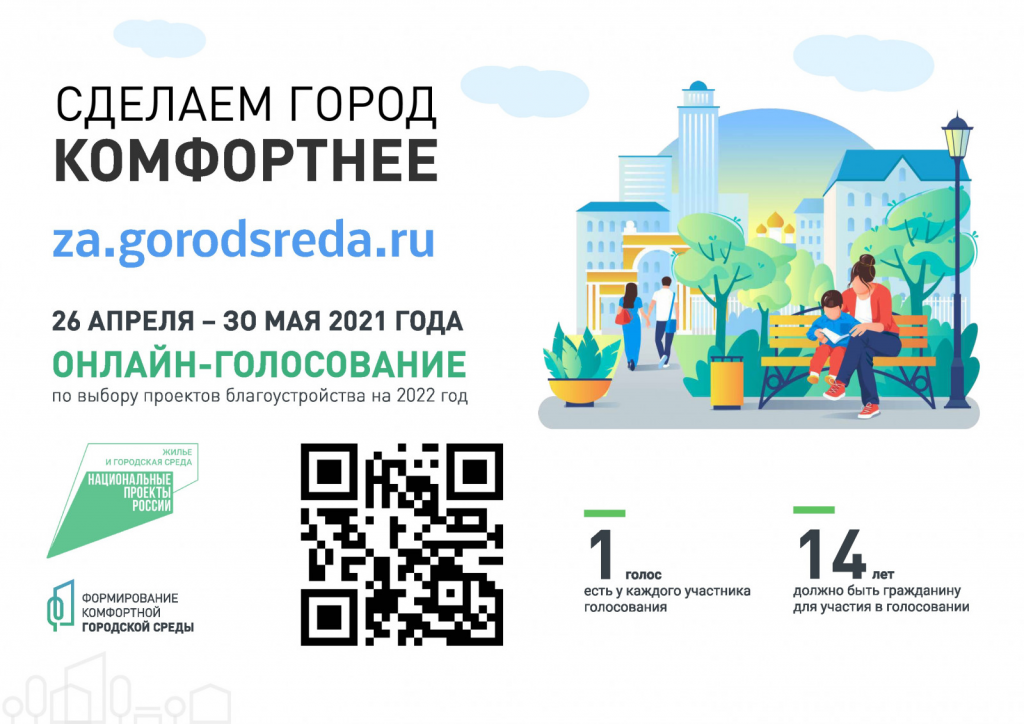 СДЕЛАЕМ ГОРОД
КОМФОРТНЕЕ
za.gorodsreda.ru
26 АПРЕЛЯ – 30 МАЯ 2021 ГОДА
ОНЛАЙН-ГОЛОСОВАНИЕ
по выбору проектов благоустройства на 2022 год
ЖИЛЬЕ
И ГОРОДСКАЯ СРЕДА
НАЦИОНАЛЬНЫЕ
ПРОЕКТЫ
РОССИИ
ФОРМИРОВАНИЕ
КОМФОРТНОЙ
ГОРОДСКОЙ СРЕДЫ
1 голос
есть у каждого участника
голосования
14 лет
должно быть гражданину
для участия в голосовании